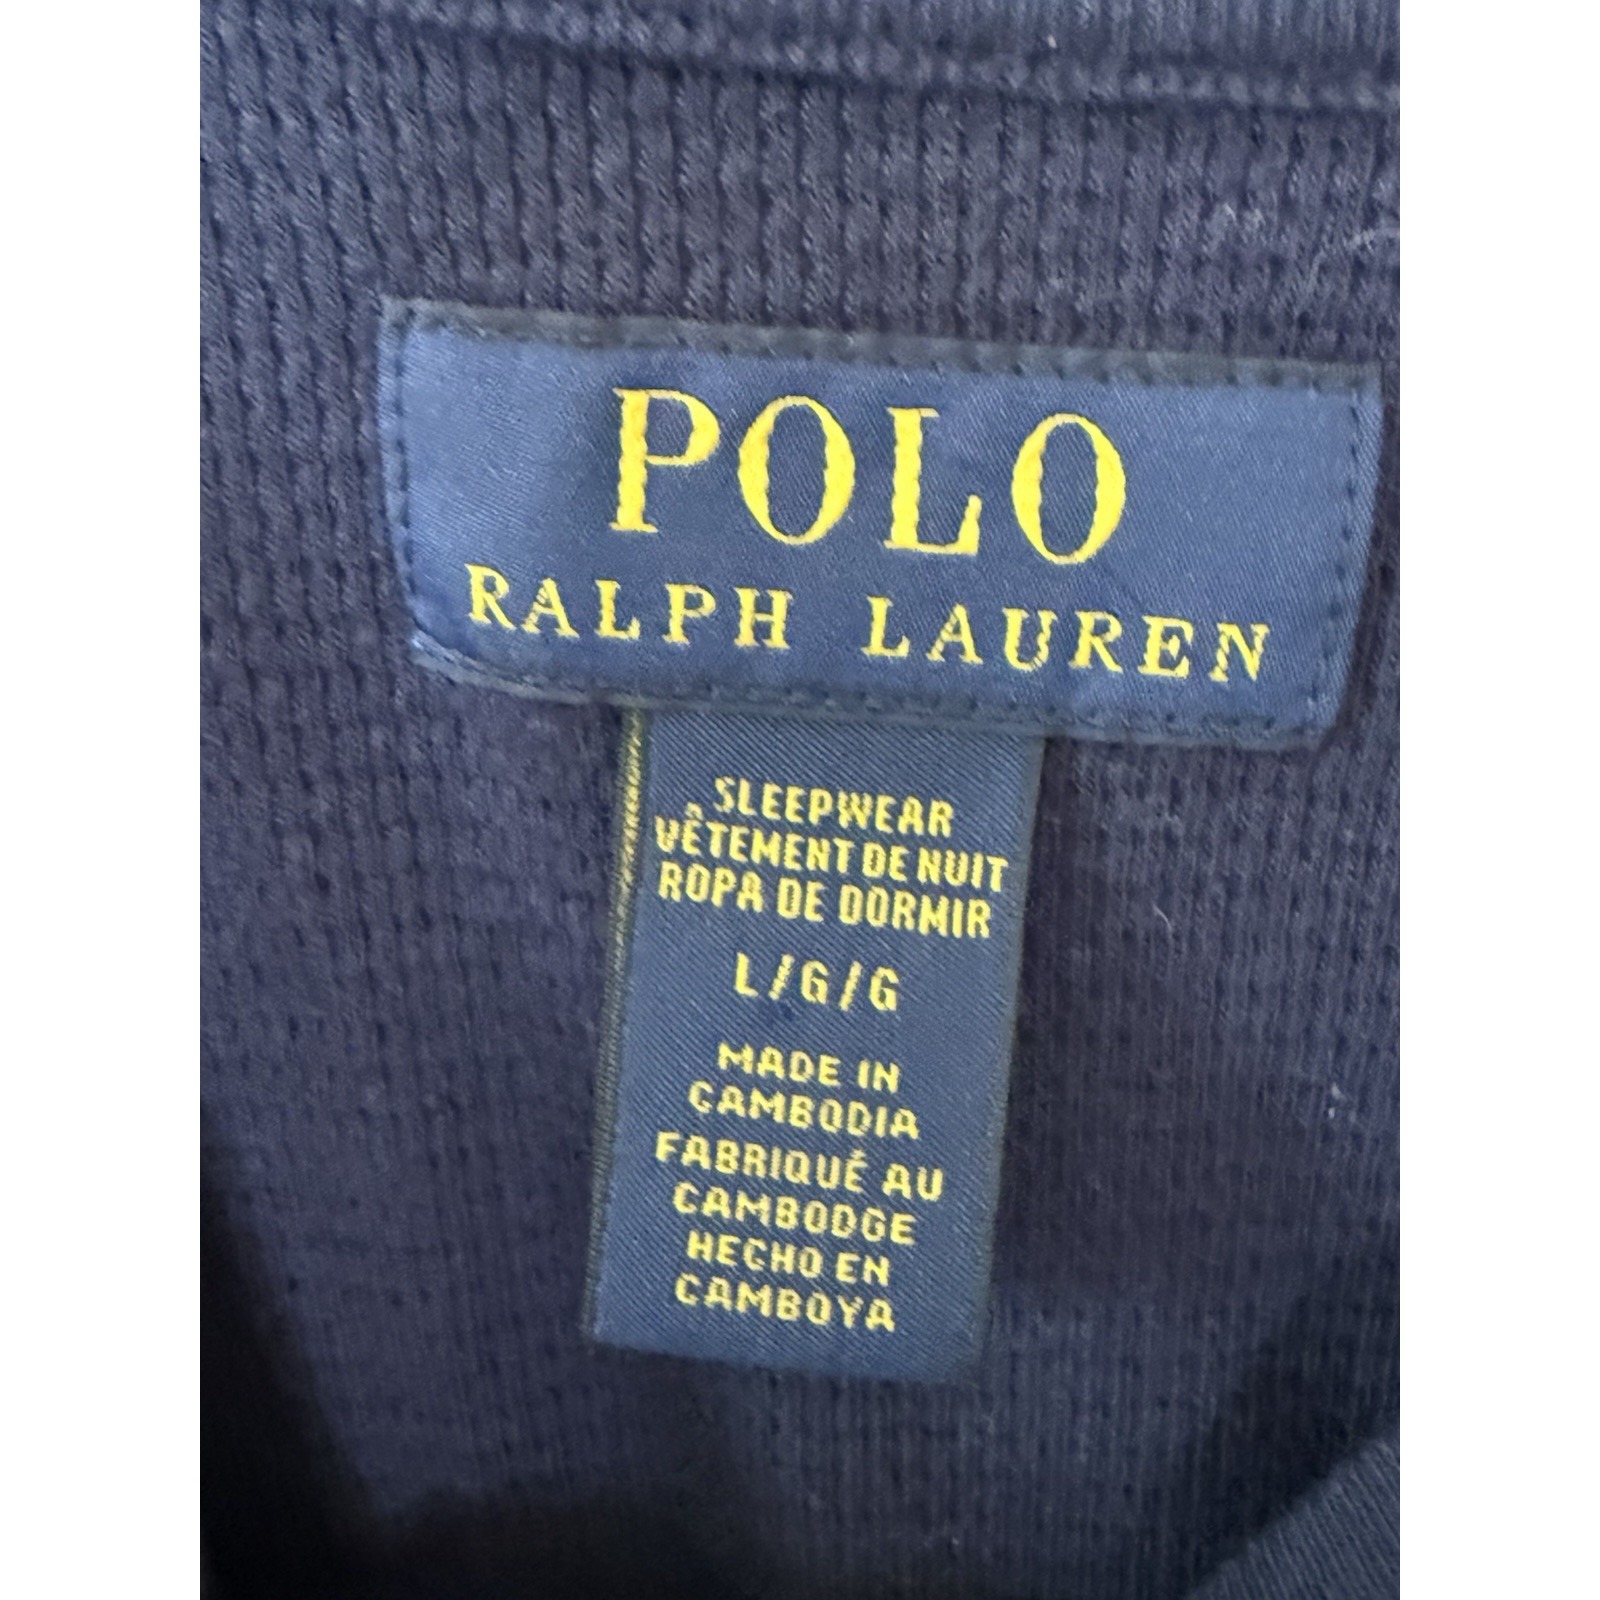 POLO
RALPH LAUREN
SLEEPWEAR
VÊTEMENT DE NUIT
ROPA DE DORMIR
L/G/G
MADE IN
CAMBODIA
FABRIQUÉ AU
CAMBODGE
HECHO EN
CAMBOYA